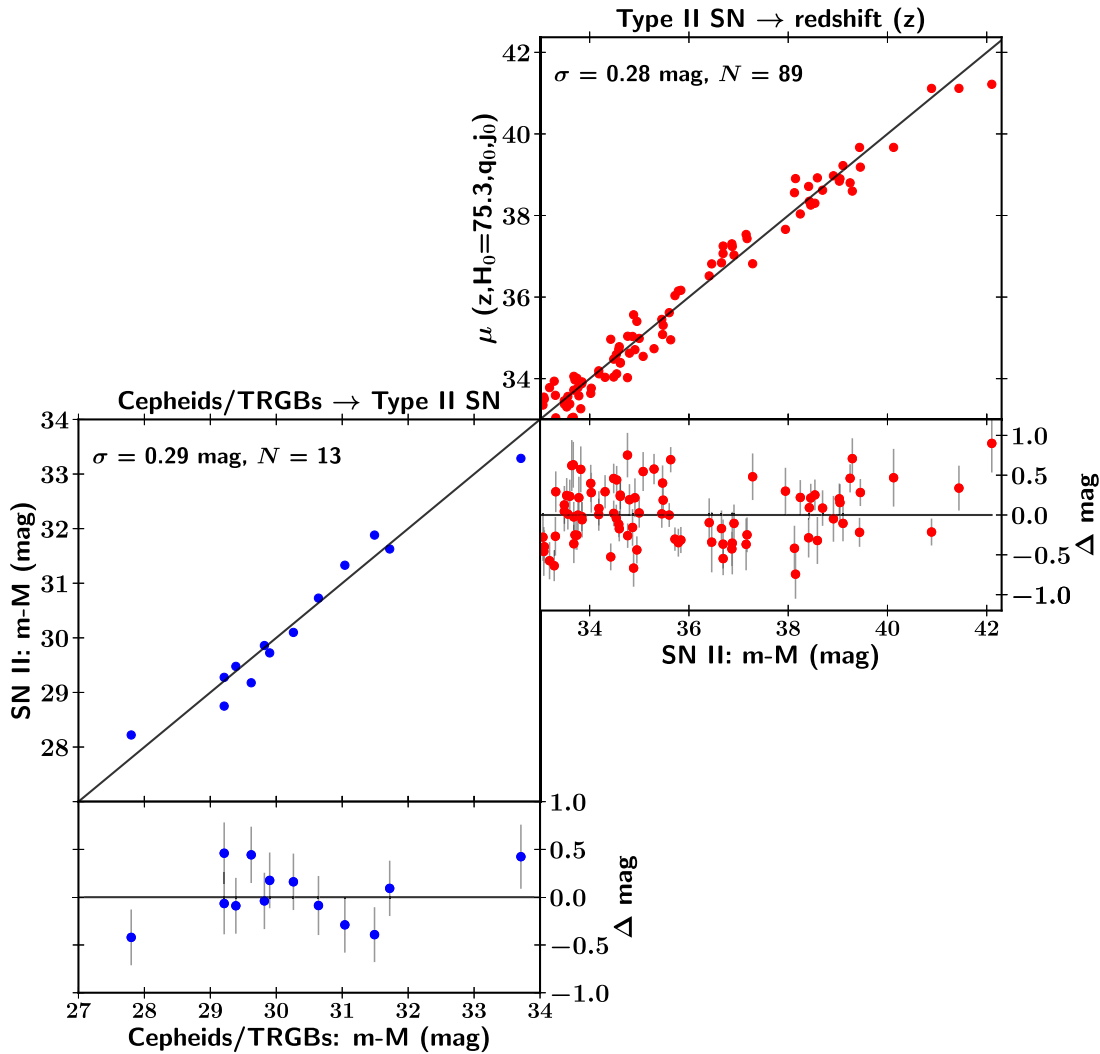 Type II SN → redshift (z)
σ = 0.28 mag, N = 89
μ (z,H₀=75.3,q₀,j₀)
42
40
38
36
34
Cepheids/TRGBs → Type II SN
σ = 0.29 mag, N = 13
SN II: m-M (mag)
34
33
32
31
30
29
28
1.0
0.5
0.0
−0.5
−1.0
Δ mag
34 36 38 40 42
SN II: m-M (mag)
1.0
0.5
0.0
−0.5
−1.0
Δ mag
27 28 29 30 31 32 33 34
Cepheids/TRGBs: m-M (mag)